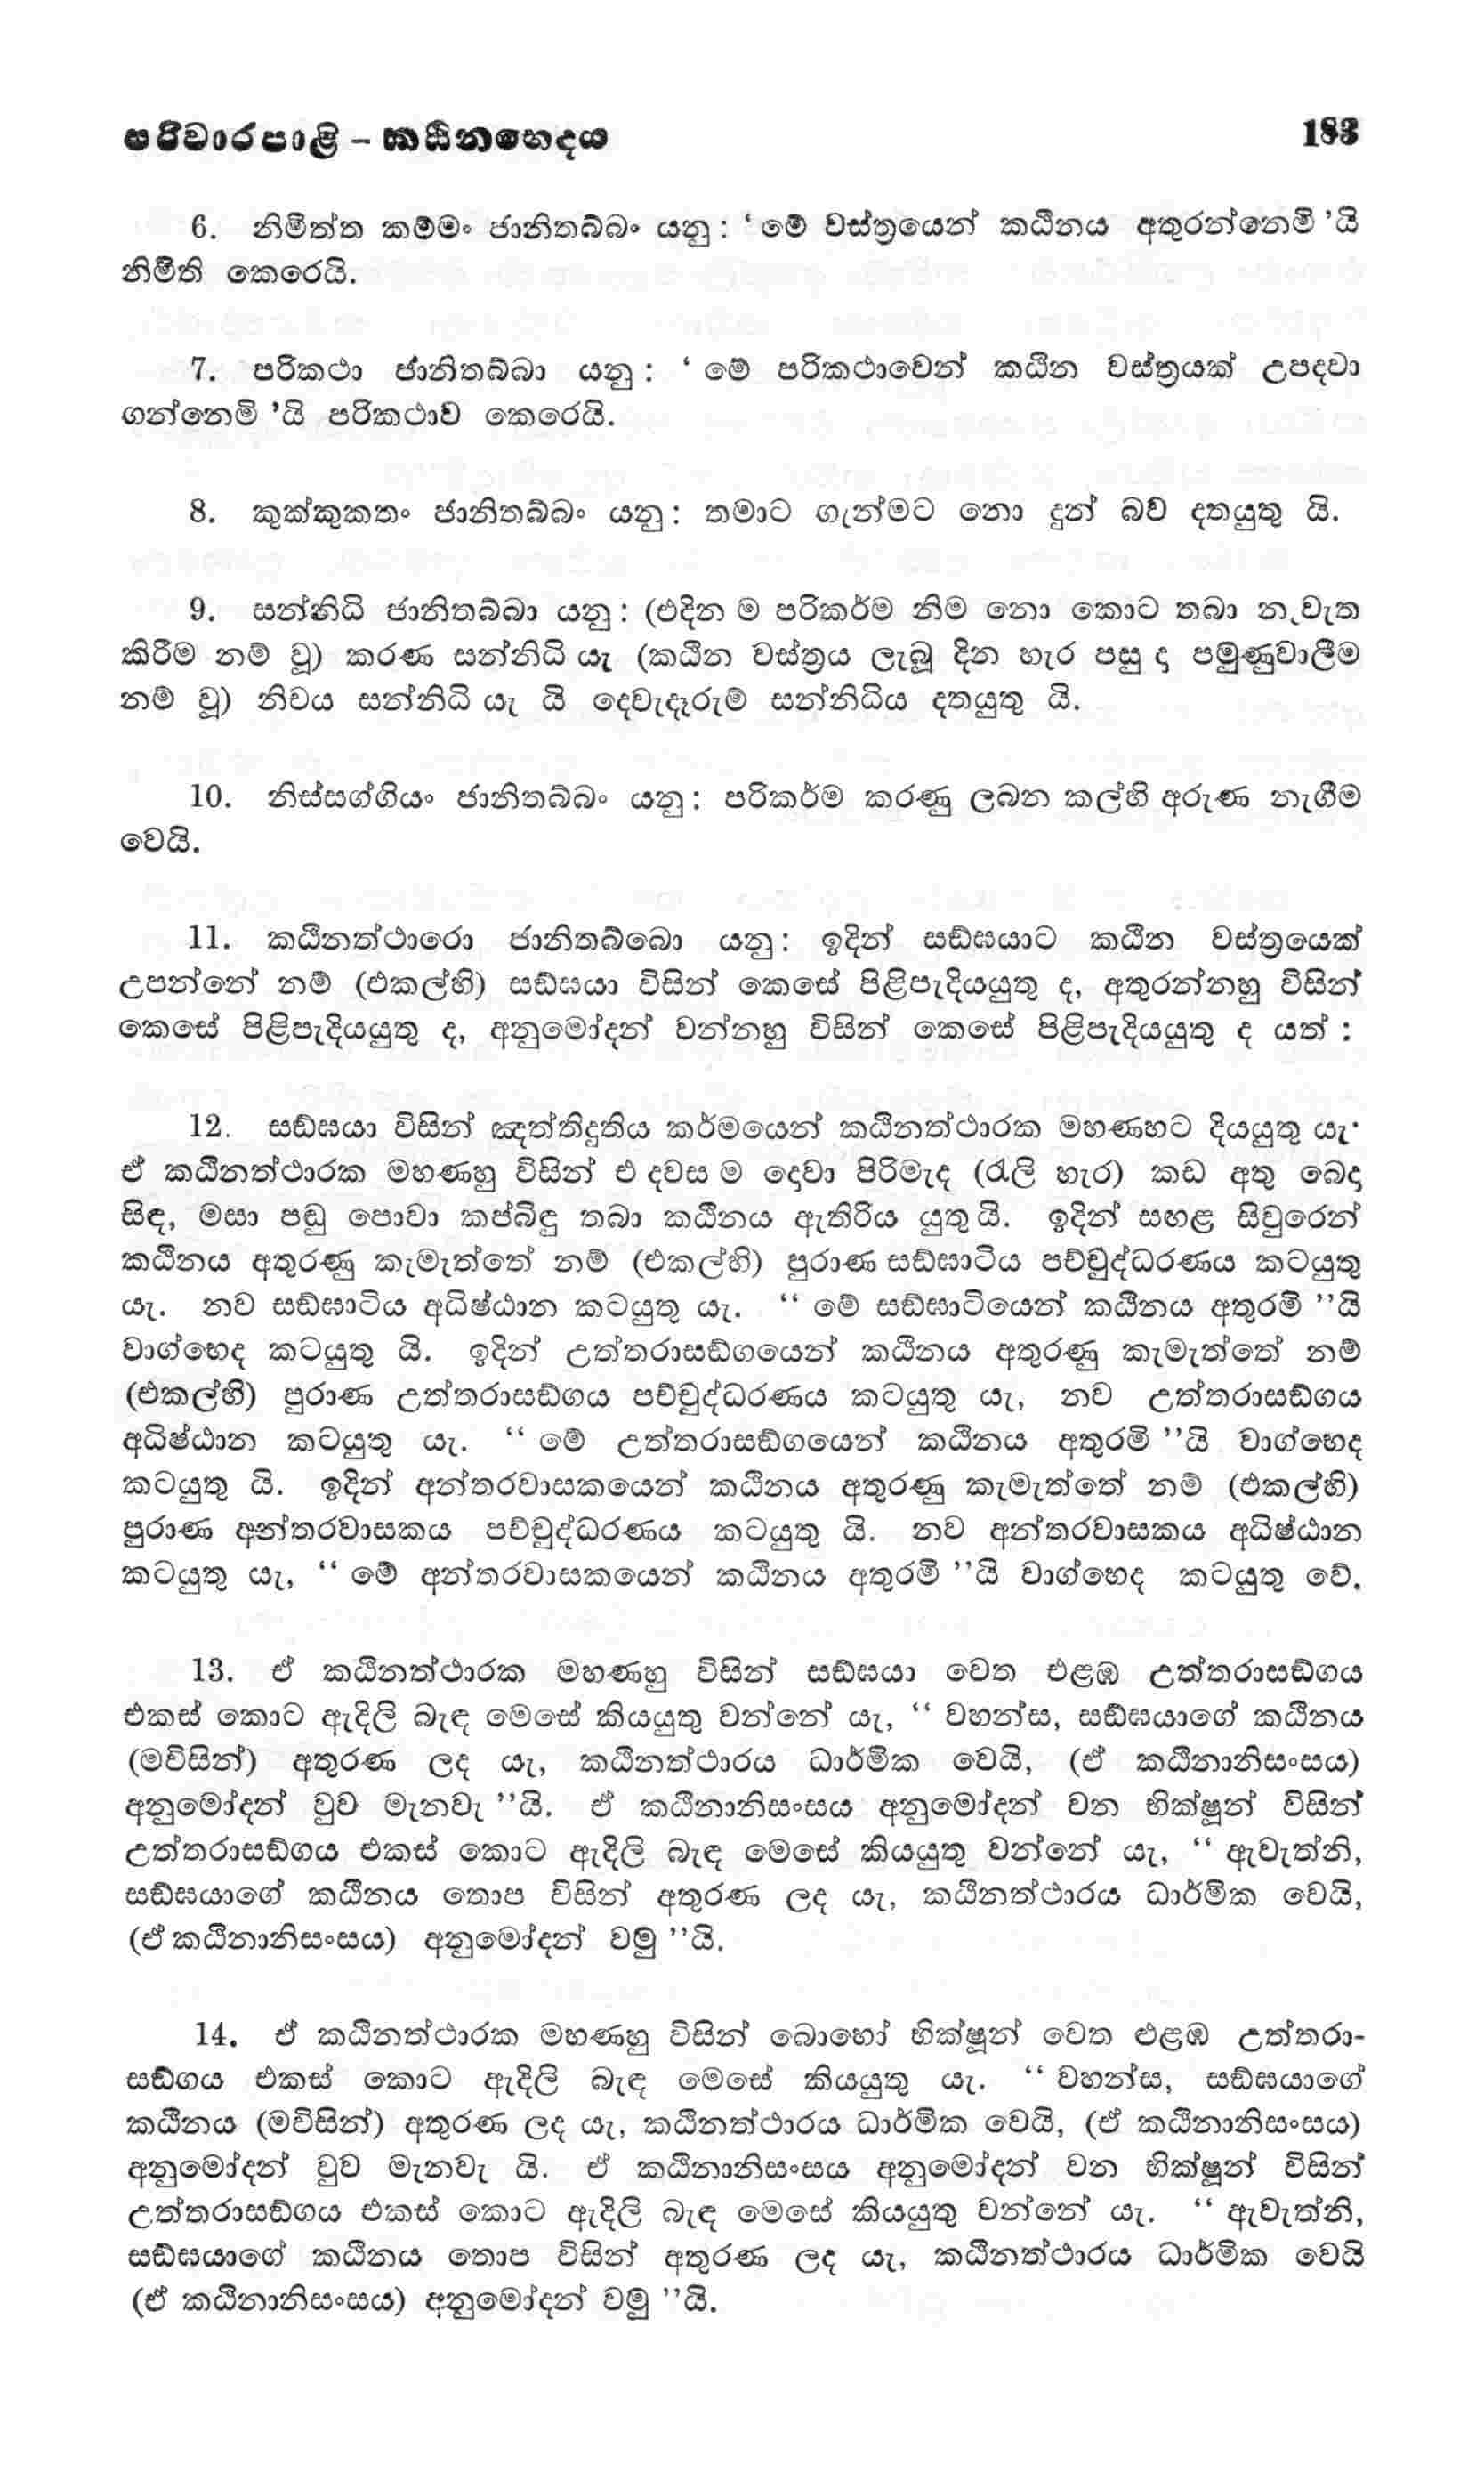 පරිවාරපාළි – කඨිනභෙදය 183
6. නිමිත්ත කම්මං ජානිතබ්බං යනු : ‘මේ වස්ත්‍රයෙන් කඨිනය අතුරන්නෙමි’යි
නිමිති කෙරෙයි.
7. පරිකථා ජානිතබ්බා යනු : ‘ මේ පරිකථාවෙන් කඨින වස්ත්‍රයක් උපදවා
ගන්නෙමි ’යි පරිකථාව කෙරෙයි.
8. කුක්කුකතං ජානිතබ්බං යනු : තමාට ගැන්මට නො දුන් බව් දතයුතු යි.
9. සන්නිධි ජානිතබ්බා යනු : (එදින ම පරිකර්ම නිම නො කොට තබා නැවැත
කිරීම නම් වූ) කරණ සන්නිධි යැ (කඨින වස්ත්‍රය ලැබූ දින හැර පසු දා පමුණුවාලීම
නම් වූ) නිචය සන්නිධි යැ යි දෙවැදෑරුම් සන්නිධිය දතයුතු යි.
10. නිස්සග්ගියං ජානිතබ්බං යනු : පරිකර්ම කරණු ලබන කල්හි අරුණ නැගීම
වෙයි.
11. කඨිනත්ථාරො ජානිතබ්බො යනු : ඉදින් සඞ්ඝයාට කඨින වස්ත්‍රයෙක්
උපන්නේ නම් (එකල්හි) සඞ්ඝයා විසින් කෙසේ පිළිපැදියයුතු ද, අතුරන්නහු විසින්
කෙසේ පිළිපැදියයුතු ද, අනුමෝදන් වන්නහු විසින් කෙසේ පිළිපැදියයුතු ද යත් :
12. සඞ්ඝයා විසින් ඤත්තිදුතිය කර්මයෙන් කඨිනත්ථාරක මහණහට දියයුතු යැ.
ඒ කඨිනත්ථාරක මහණහු විසින් එ දවස ම දොවා පිරිමැද (රැලි හැර) කඩ අතු බෙදා
සිඳ, මසා පඬු පොවා කප්බිඳු තබා කඨිනය ඇතිරිය යුතු යි. ඉදින් සඟළ සිවුරෙන්
කඨිනය අතුරණු කැමැත්තේ නම් (එකල්හි) පුරාණ සඞ්ඝාටිය පච්චුද්ධරණය කටයුතු
යැ. නව සඞ්ඝාටිය අධිෂ්ඨාන කටයුතු යැ. “ මේ සඞ්ඝාටියෙන් කඨිනය අතුරමි ”යි
වාග්භෙද කටයුතු යි. ඉදින් උත්තරාසඞ්ගයෙන් කඨිනය අතුරණු කැමැත්තේ නම්
(එකල්හි) පුරාණ උත්තරාසඞ්ගය පච්චුද්ධරණය කටයුතු යැ, නව උත්තරාසඞ්ගය
අධිෂ්ඨාන කටයුතු යැ. “ මේ උත්තරාසඞ්ගයෙන් කඨිනය අතුරමි ”යි වාග්භෙද
කටයුතු යි. ඉදින් අන්තරවාසකයෙන් කඨිනය අතුරණු කැමැත්තේ නම් (එකල්හි)
පුරාණ අන්තරවාසකය පච්චුද්ධරණය කටයුතු යි. නව අන්තරවාසකය අධිෂ්ඨාන
කටයුතු යැ, “ මේ අන්තරවාසකයෙන් කඨිනය අතුරමි ”යි වාග්භෙද කටයුතු වේ.
13. ඒ කඨිනත්ථාරක මහණහු විසින් සඞ්ඝයා වෙත එළඹ උත්තරාසඞ්ගය
එකස් කොට ඇදිලි බැඳ මෙසේ කියයුතු වන්නේ යැ, “ වහන්ස, සඞ්ඝයාගේ කඨිනය
(මවිසින්) අතුරණ ලද යැ, කඨිනත්ථාරය ධාර්මික වෙයි, (ඒ කඨිනානිසංසය)
අනුමෝදන් වුව මැනවැ ”යි. ඒ කඨිනානිසංසය අනුමෝදන් වන භික්ෂූන් විසින්
උත්තරාසඞ්ගය එකස් කොට ඇදිලි බැඳ මෙසේ කියයුතු වන්නේ යැ, “ ඇවැත්නි,
සඞ්ඝයාගේ කඨිනය තොප විසින් අතුරණ ලද යැ, කඨිනත්ථාරය ධාර්මික වෙයි,
(ඒ කඨිනානිසංසය) අනුමෝදන් වමු ”යි.
14. ඒ කඨිනත්ථාරක මහණහු විසින් බොහෝ භික්ෂූන් වෙත එළඹ උත්තරා-
සඞ්ගය එකස් කොට ඇදිලි බැඳ මෙසේ කියයුතු යැ. “ වහන්ස, සඞ්ඝයාගේ
කඨිනය (මවිසින්) අතුරණ ලද යැ, කඨිනත්ථාරය ධාර්මික වෙයි, (ඒ කඨිනානිසංසය)
අනුමෝදන් වුව මැනවැ යි. ඒ කඨිනානිසංසය අනුමෝදන් වන භික්ෂූන් විසින්
උත්තරාසඞ්ගය එකස් කොට ඇදිලි බැඳ මෙසේ කියයුතු වන්නේ යැ. “ ඇවැත්නි,
සඞ්ඝයාගේ කඨිනය තොප විසින් අතුරණ ලද යැ, කඨිනත්ථාරය ධාර්මික වෙයි
(ඒ කඨිනානිසංසය) අනුමෝදන් වමු ”යි.